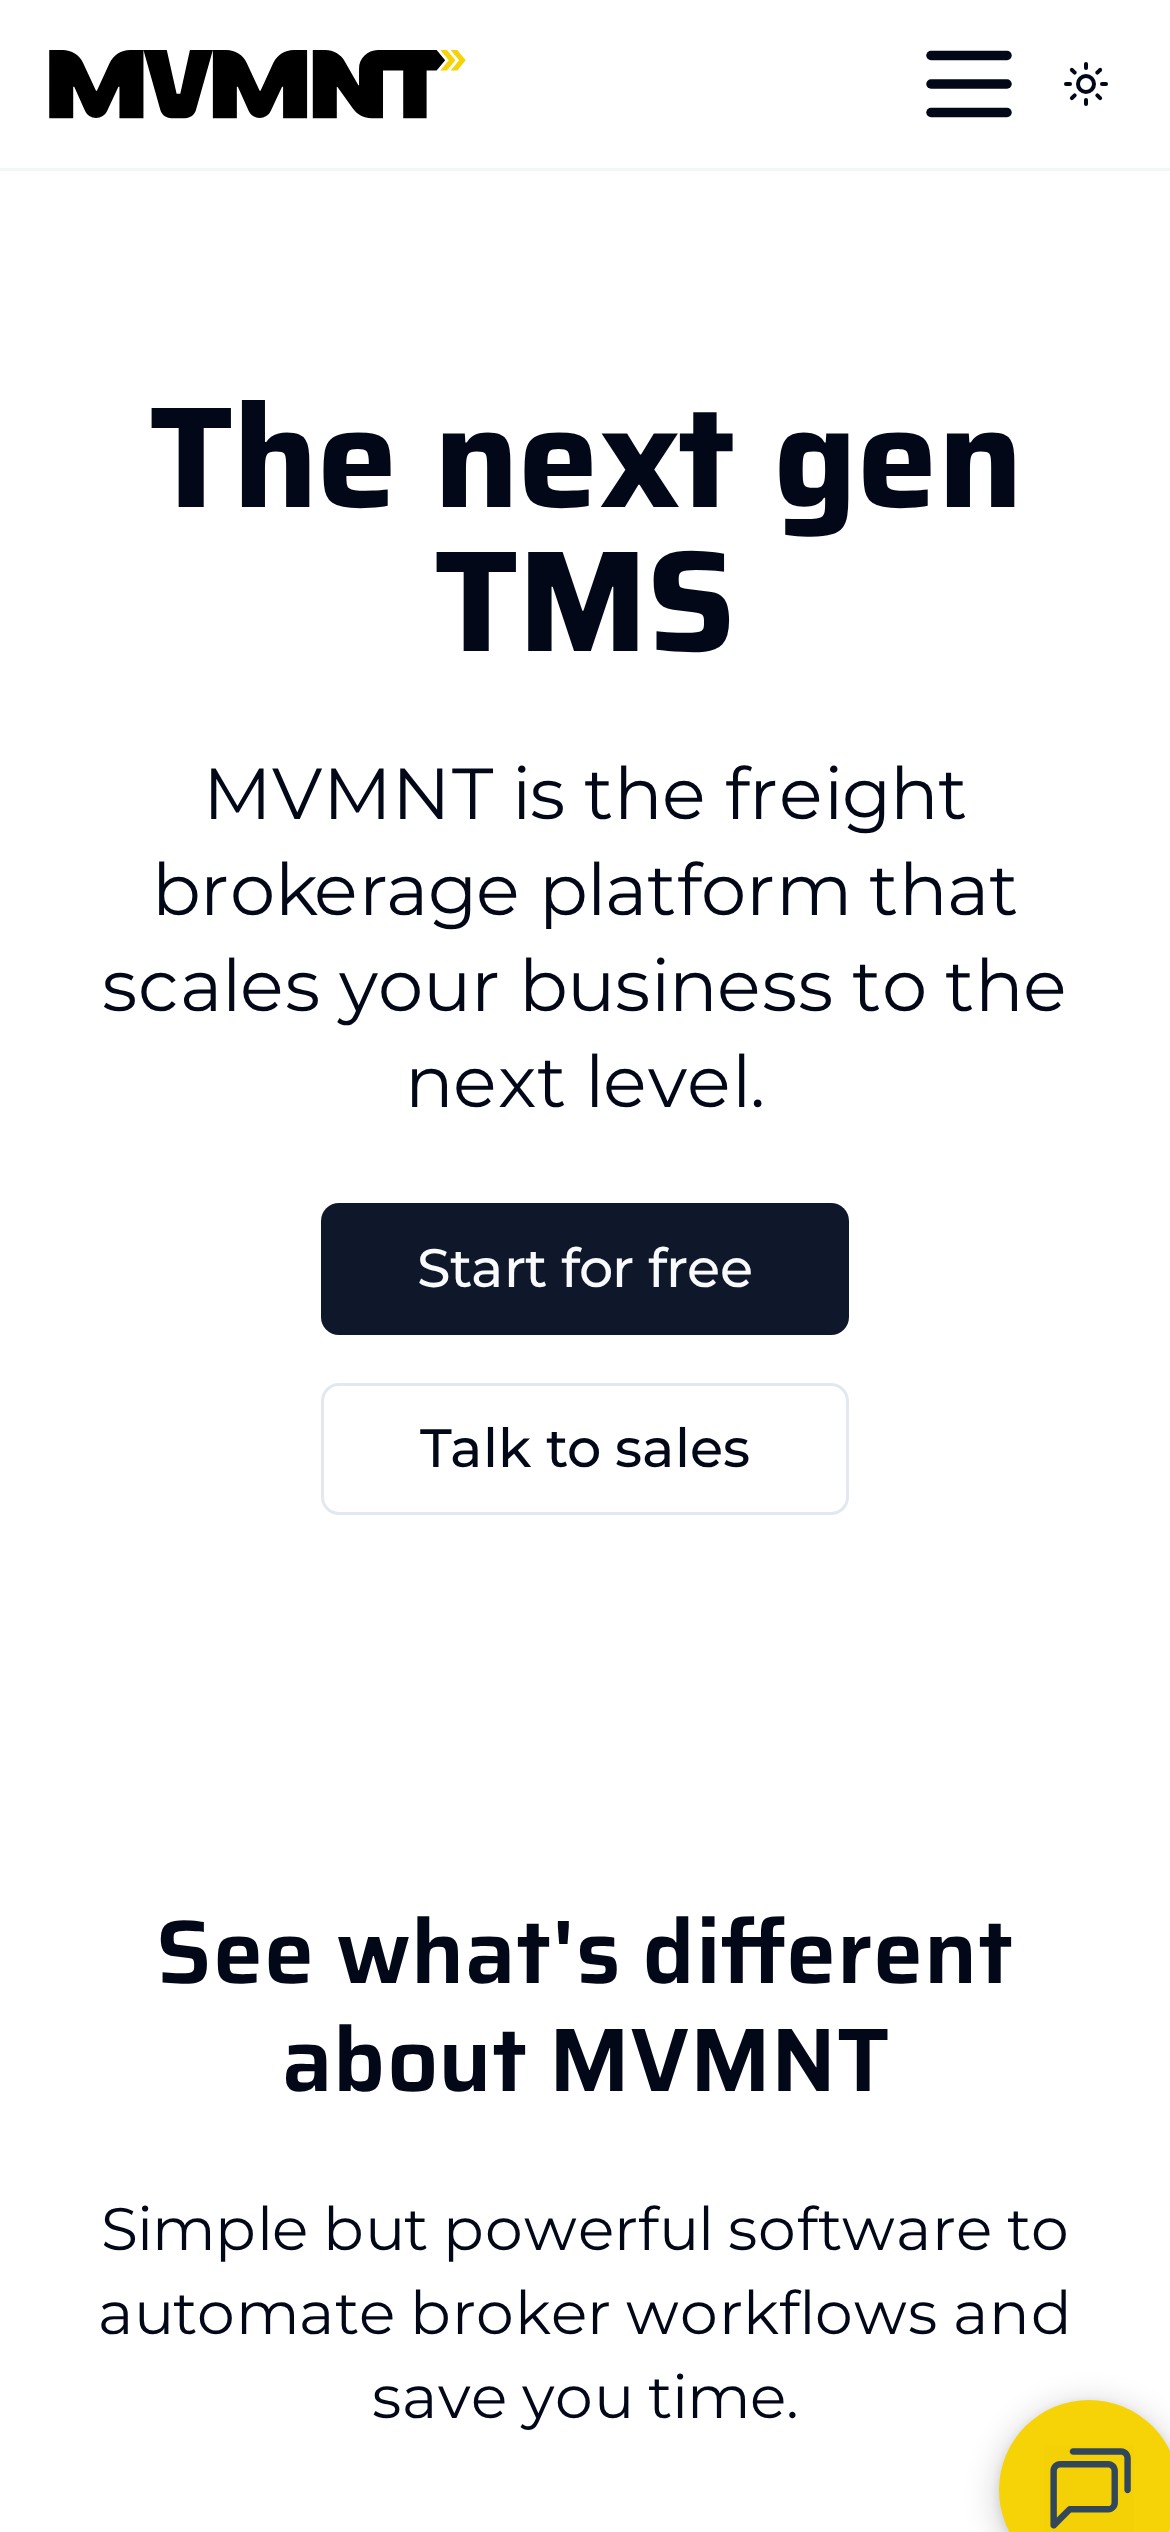 MVMNT
The next gen
TMS
MVMNT is the freight
brokerage platform that
scales your business to the
next level.
Start for free
Talk to sales
See what's different
about MVMNT
Simple but powerful software to
automate broker workflows and
save you time.